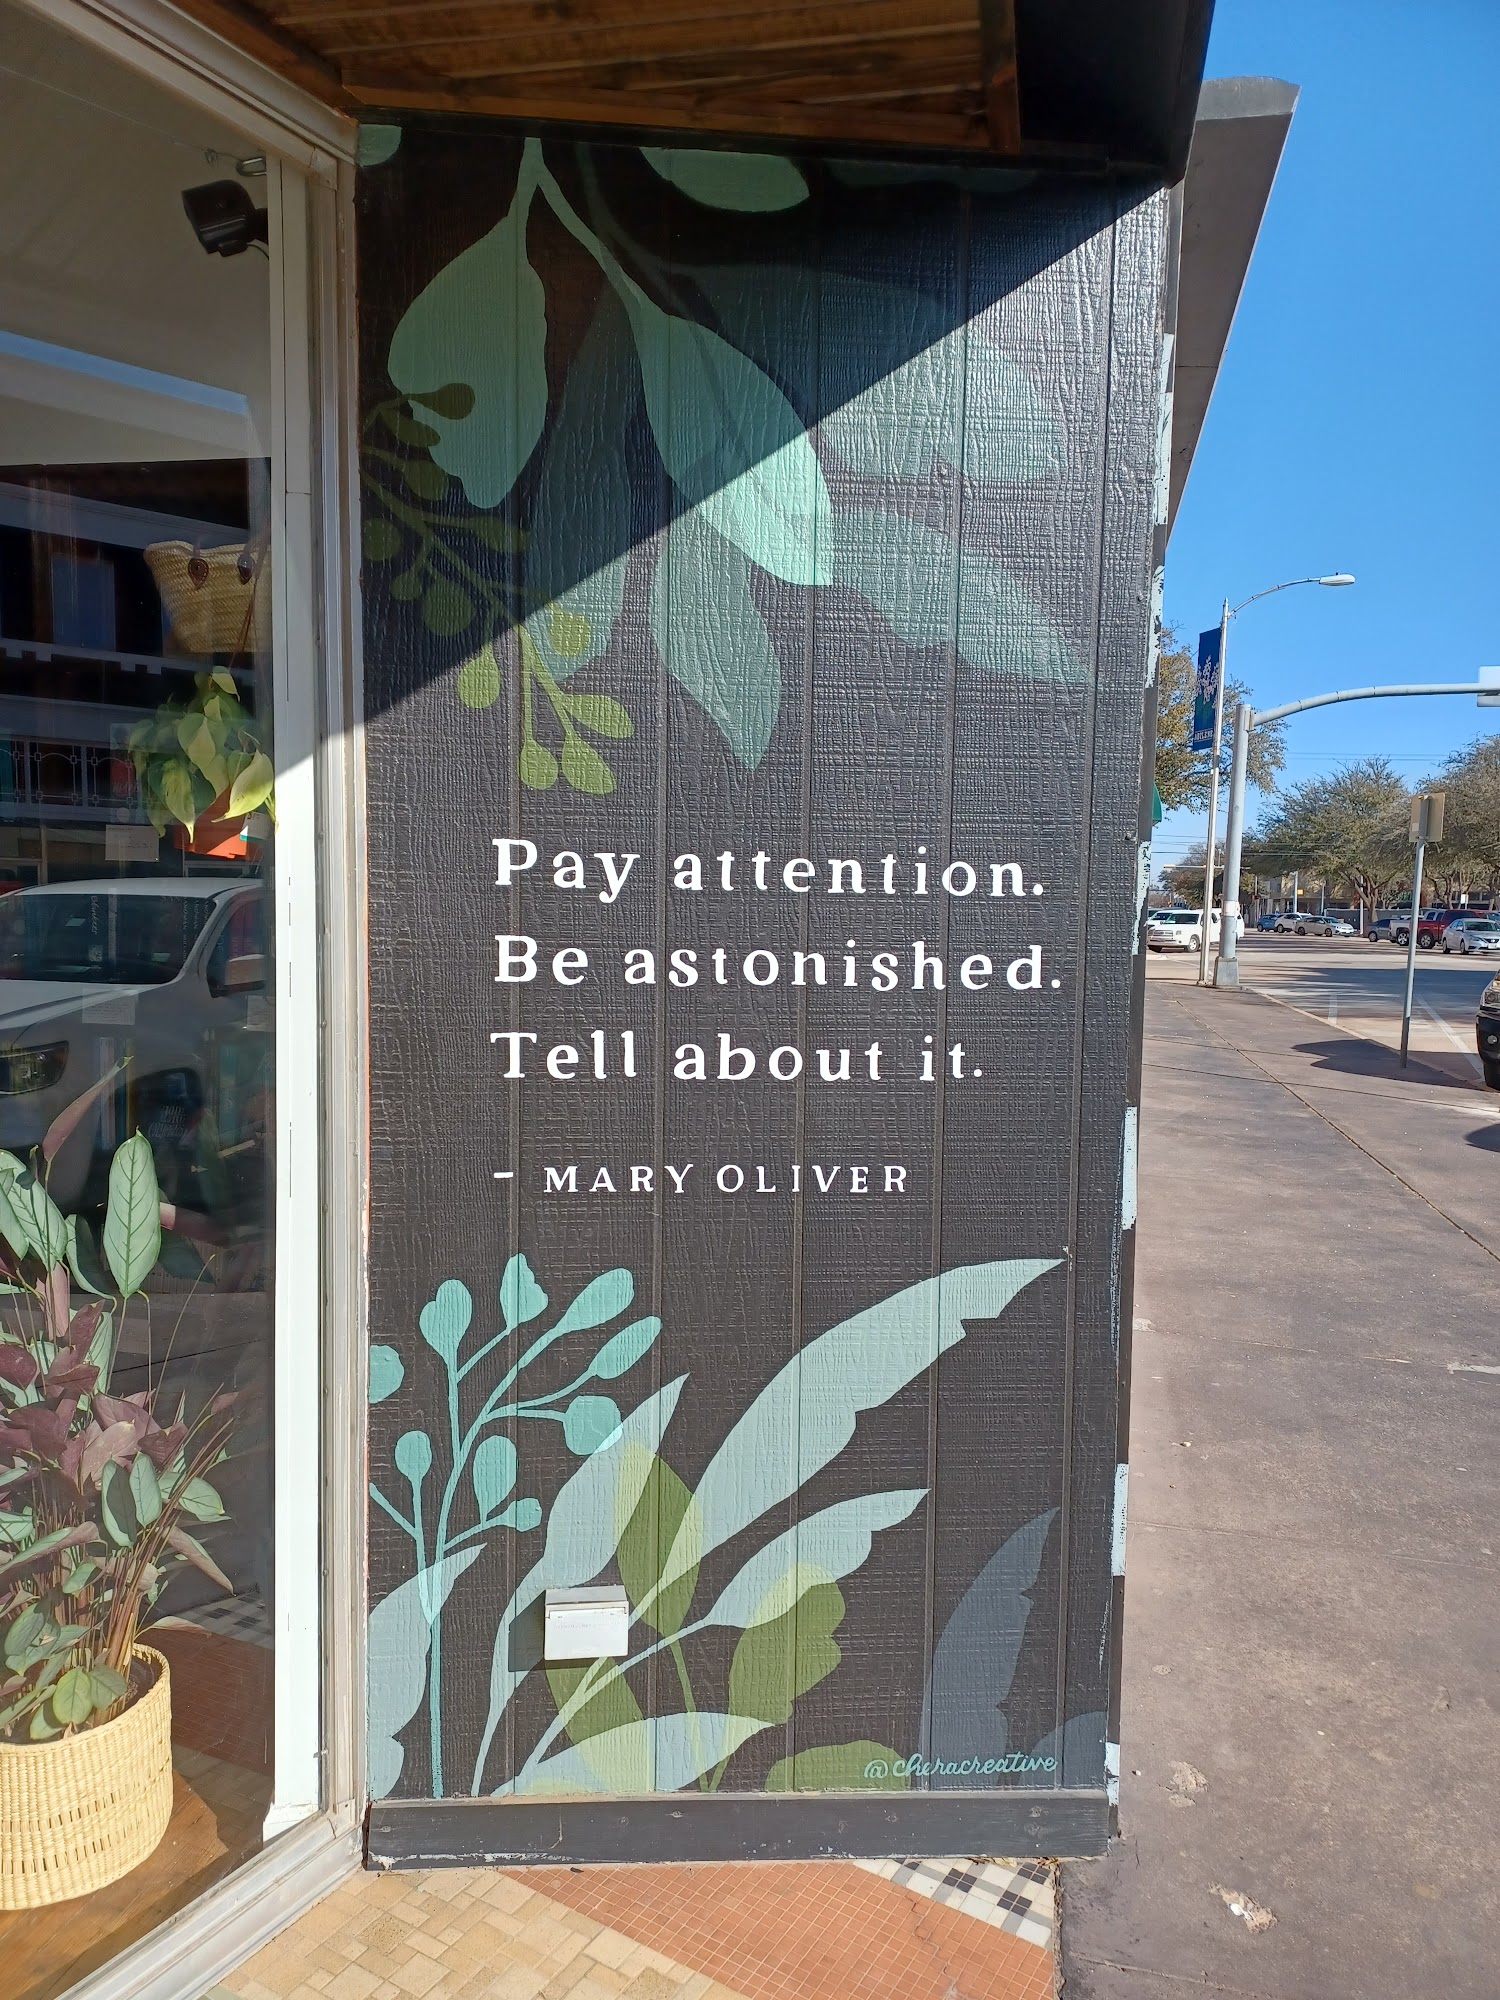 Pay attention.
Be astonished.
Tell about it.
- MARY OLIVER
@cheracreative